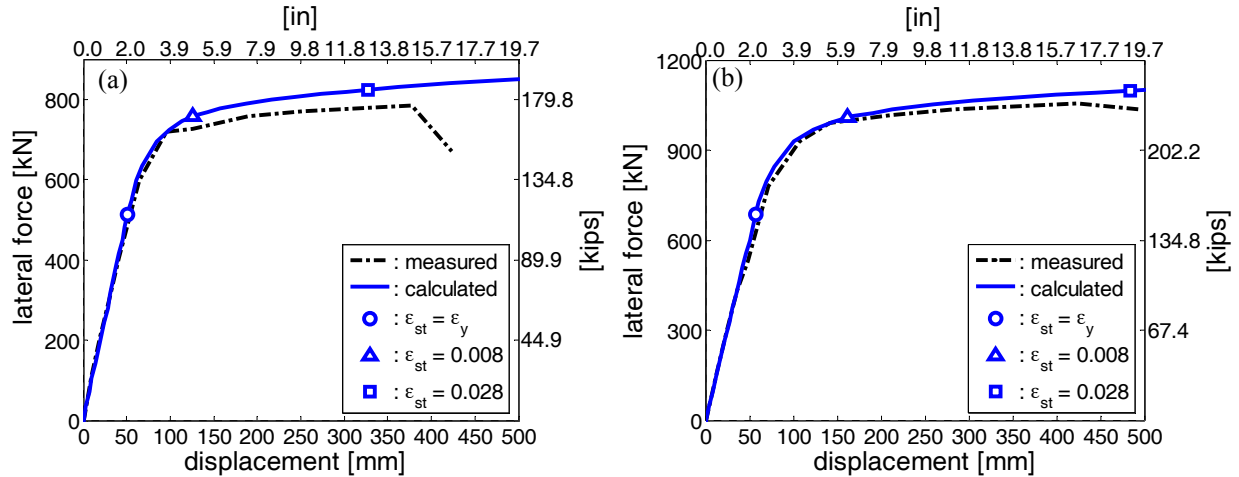 [in]
0.0 2.0 3.9 5.9 7.9 9.8 11.8 13.8 15.7 17.7 19.7
(a)
800
600
400
200
0
lateral force [kN]
179.8
134.8
89.9
44.9
[kips]
: measured
: calculated
: ε_st = ε_y
: ε_st = 0.008
: ε_st = 0.028
0 50 100 150 200 250 300 350 400 450 500
displacement [mm]
[in]
0.0 2.0 3.9 5.9 7.9 9.8 11.8 13.8 15.7 17.7 19.7
(b)
1200
900
600
300
0
lateral force [kN]
202.2
134.8
67.4
[kips]
: measured
: calculated
: ε_st = ε_y
: ε_st = 0.008
: ε_st = 0.028
0 50 100 150 200 250 300 350 400 450 500
displacement [mm]